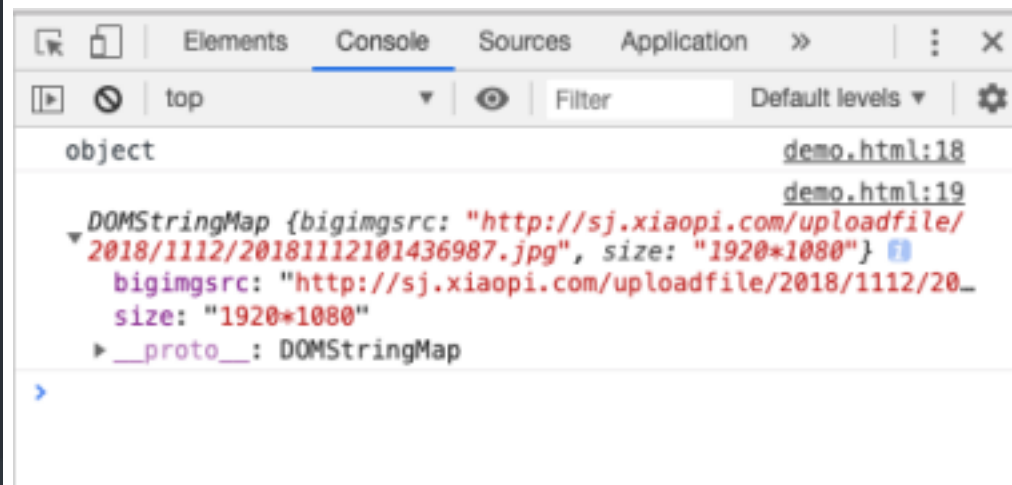 Elements Console Sources Application »
top Filter Default levels
object demo.html:18
demo.html:19
DOMStringMap {bigimgsrc: "http://sj.xiaopi.com/uploadfile/
2018/1112/20181112101436987.jpg", size: "1920*1080"}
bigimgsrc: "http://sj.xiaopi.com/uploadfile/2018/1112/20…
size: "1920*1080"
__proto__: DOMStringMap